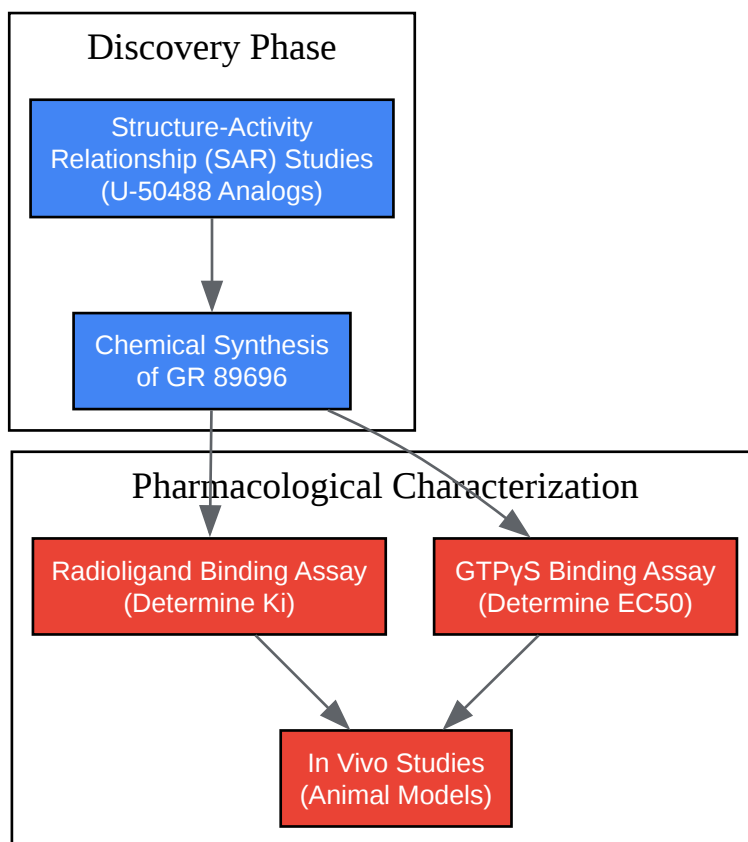 Discovery Phase
Structure-Activity
Relationship (SAR) Studies
(U-50488 Analogs)
Chemical Synthesis
of GR 89696
Pharmacological Characterization
Radioligand Binding Assay
(Determine Ki)
GTPγS Binding Assay
(Determine EC50)
In Vivo Studies
(Animal Models)